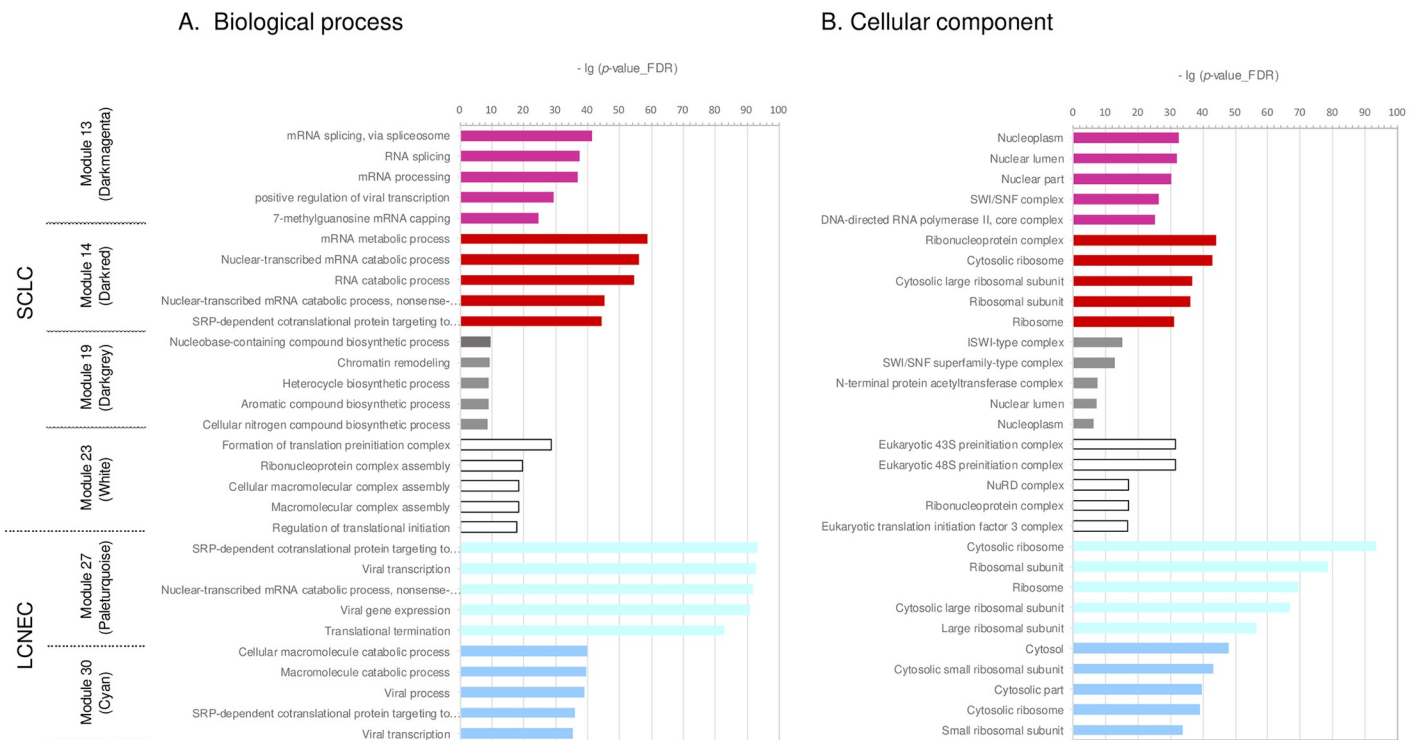 A. Biological process
B. Cellular component
- lg (p-value_FDR)
0 10 20 30 40 50 60 70 80 90 100
- lg (p-value_FDR)
0 10 20 30 40 50 60 70 80 90 100
SCLC
LCNEC
Module 13
(Darkmagenta)
Module 14
(Darkred)
Module 19
(Darkgrey)
Module 23
(White)
Module 27
(Paleturquoise)
Module 30
(Cyan)
mRNA splicing, via spliceosome
RNA splicing
mRNA processing
positive regulation of viral transcription
7-methylguanosine mRNA capping
mRNA metabolic process
Nuclear-transcribed mRNA catabolic process
RNA catabolic process
Nuclear-transcribed mRNA catabolic process, nonsense-...
SRP-dependent cotranslational protein targeting to...
Nucleobase-containing compound biosynthetic process
Chromatin remodeling
Heterocycle biosynthetic process
Aromatic compound biosynthetic process
Cellular nitrogen compound biosynthetic process
Formation of translation preinitiation complex
Ribonucleoprotein complex assembly
Cellular macromolecular complex assembly
Macromolecular complex assembly
Regulation of translational initiation
SRP-dependent cotranslational protein targeting to...
Viral transcription
Nuclear-transcribed mRNA catabolic process, nonsense-...
Viral gene expression
Translational termination
Cellular macromolecule catabolic process
Macromolecule catabolic process
Viral process
SRP-dependent cotranslational protein targeting to...
Viral transcription
Nucleoplasm
Nuclear lumen
Nuclear part
SWI/SNF complex
DNA-directed RNA polymerase II, core complex
Ribonucleoprotein complex
Cytosolic ribosome
Cytosolic large ribosomal subunit
Ribosomal subunit
Ribosome
ISWI-type complex
SWI/SNF superfamily-type complex
N-terminal protein acetyltransferase complex
Nuclear lumen
Nucleoplasm
Eukaryotic 43S preinitiation complex
Eukaryotic 48S preinitiation complex
NuRD complex
Ribonucleoprotein complex
Eukaryotic translation initiation factor 3 complex
Cytosolic ribosome
Ribosomal subunit
Ribosome
Cytosolic large ribosomal subunit
Large ribosomal subunit
Cytosol
Cytosolic small ribosomal subunit
Cytosolic part
Cytosolic ribosome
Small ribosomal subunit